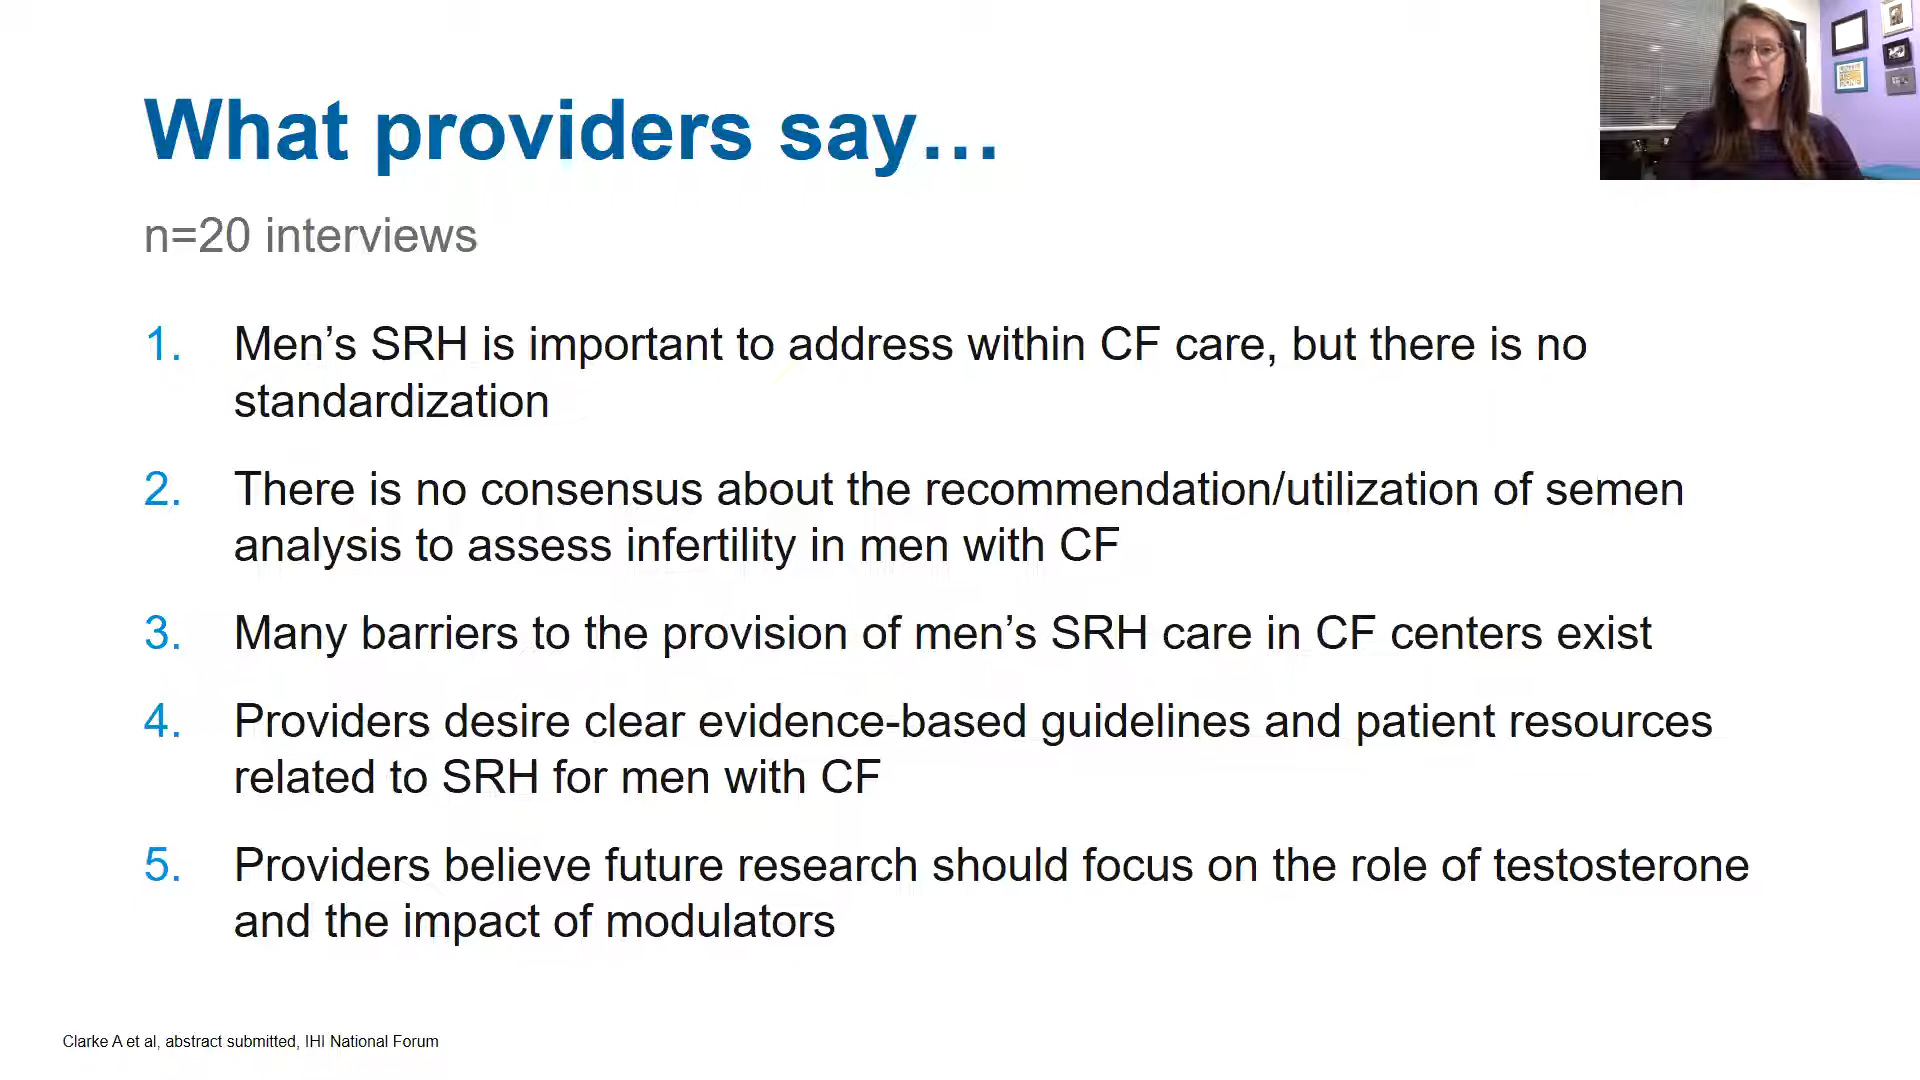 What providers say…
n=20 interviews
1. Men’s SRH is important to address within CF care, but there is no
standardization
2. There is no consensus about the recommendation/utilization of semen
analysis to assess infertility in men with CF
3. Many barriers to the provision of men’s SRH care in CF centers exist
4. Providers desire clear evidence-based guidelines and patient resources
related to SRH for men with CF
5. Providers believe future research should focus on the role of testosterone
and the impact of modulators
Clarke A et al, abstract submitted, IHI National Forum